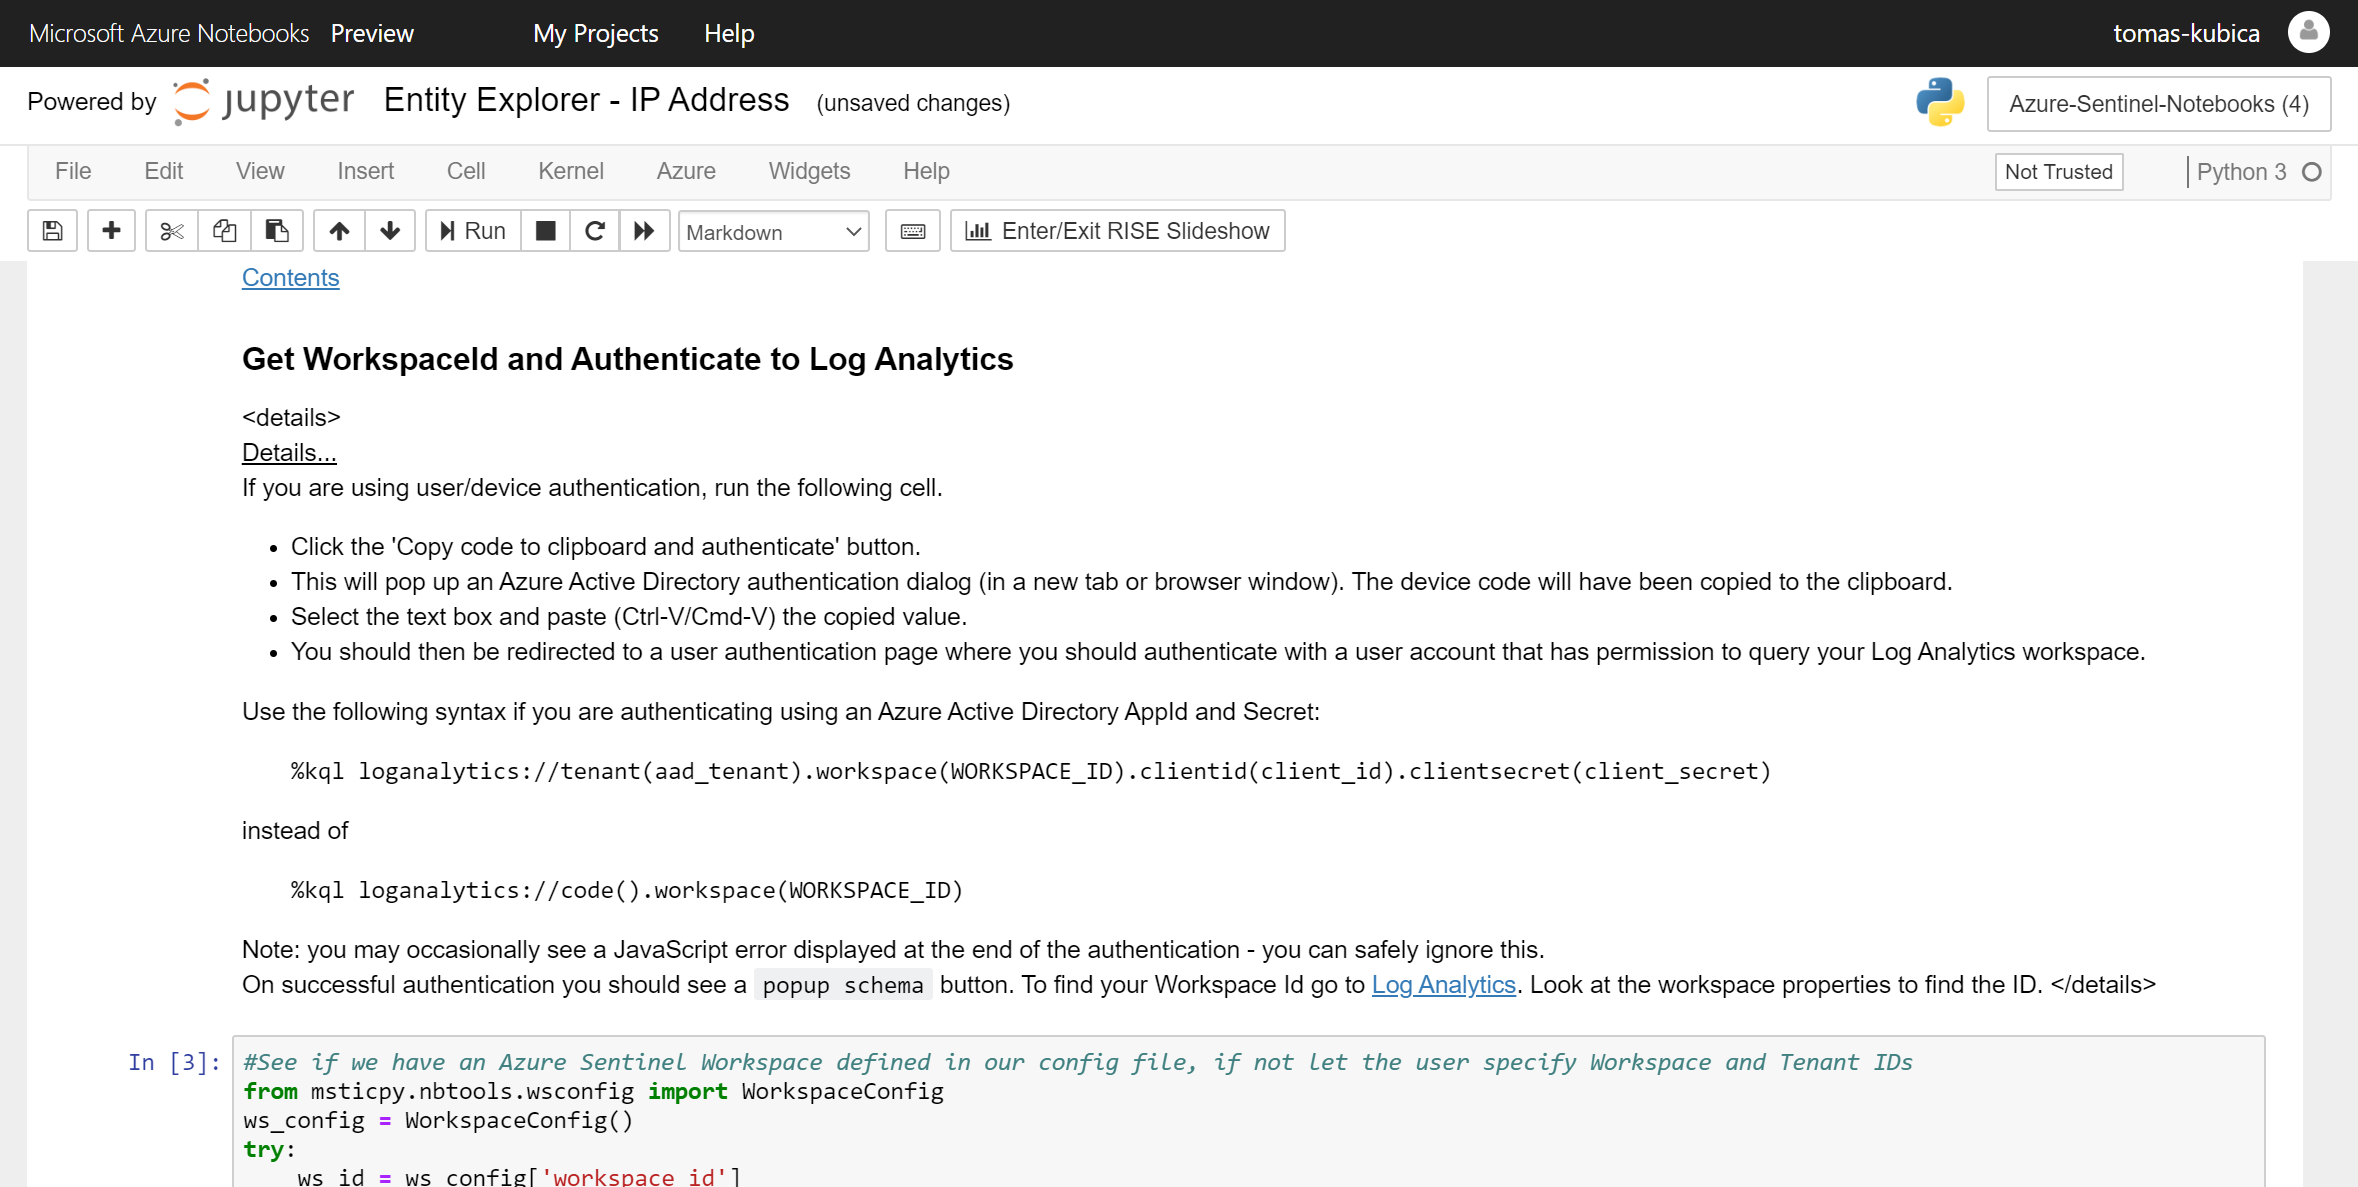 Microsoft Azure Notebooks Preview My Projects Help tomas-kubica
Powered by jupyter Entity Explorer - IP Address (unsaved changes) Azure-Sentinel-Notebooks (4)
File Edit View Insert Cell Kernel Azure Widgets Help Not Trusted Python 3
Run Markdown Enter/Exit RISE Slideshow
Contents
Get WorkspaceId and Authenticate to Log Analytics
<details>
Details...
If you are using user/device authentication, run the following cell.
• Click the 'Copy code to clipboard and authenticate' button.
• This will pop up an Azure Active Directory authentication dialog (in a new tab or browser window). The device code will have been copied to the clipboard.
• Select the text box and paste (Ctrl-V/Cmd-V) the copied value.
• You should then be redirected to a user authentication page where you should authenticate with a user account that has permission to query your Log Analytics workspace.
Use the following syntax if you are authenticating using an Azure Active Directory AppId and Secret:
%kql loganalytics://tenant(aad_tenant).workspace(WORKSPACE_ID).clientid(client_id).clientsecret(client_secret)
instead of
%kql loganalytics://code().workspace(WORKSPACE_ID)
Note: you may occasionally see a JavaScript error displayed at the end of the authentication - you can safely ignore this.
On successful authentication you should see a popup schema button. To find your Workspace Id go to Log Analytics. Look at the workspace properties to find the ID. </details>
In [3]: #See if we have an Azure Sentinel Workspace defined in our config file, if not let the user specify Workspace and Tenant IDs
from msticpy.nbtools.wsconfig import WorkspaceConfig
ws_config = WorkspaceConfig()
try:
    ws_id = ws_config['workspace_id']